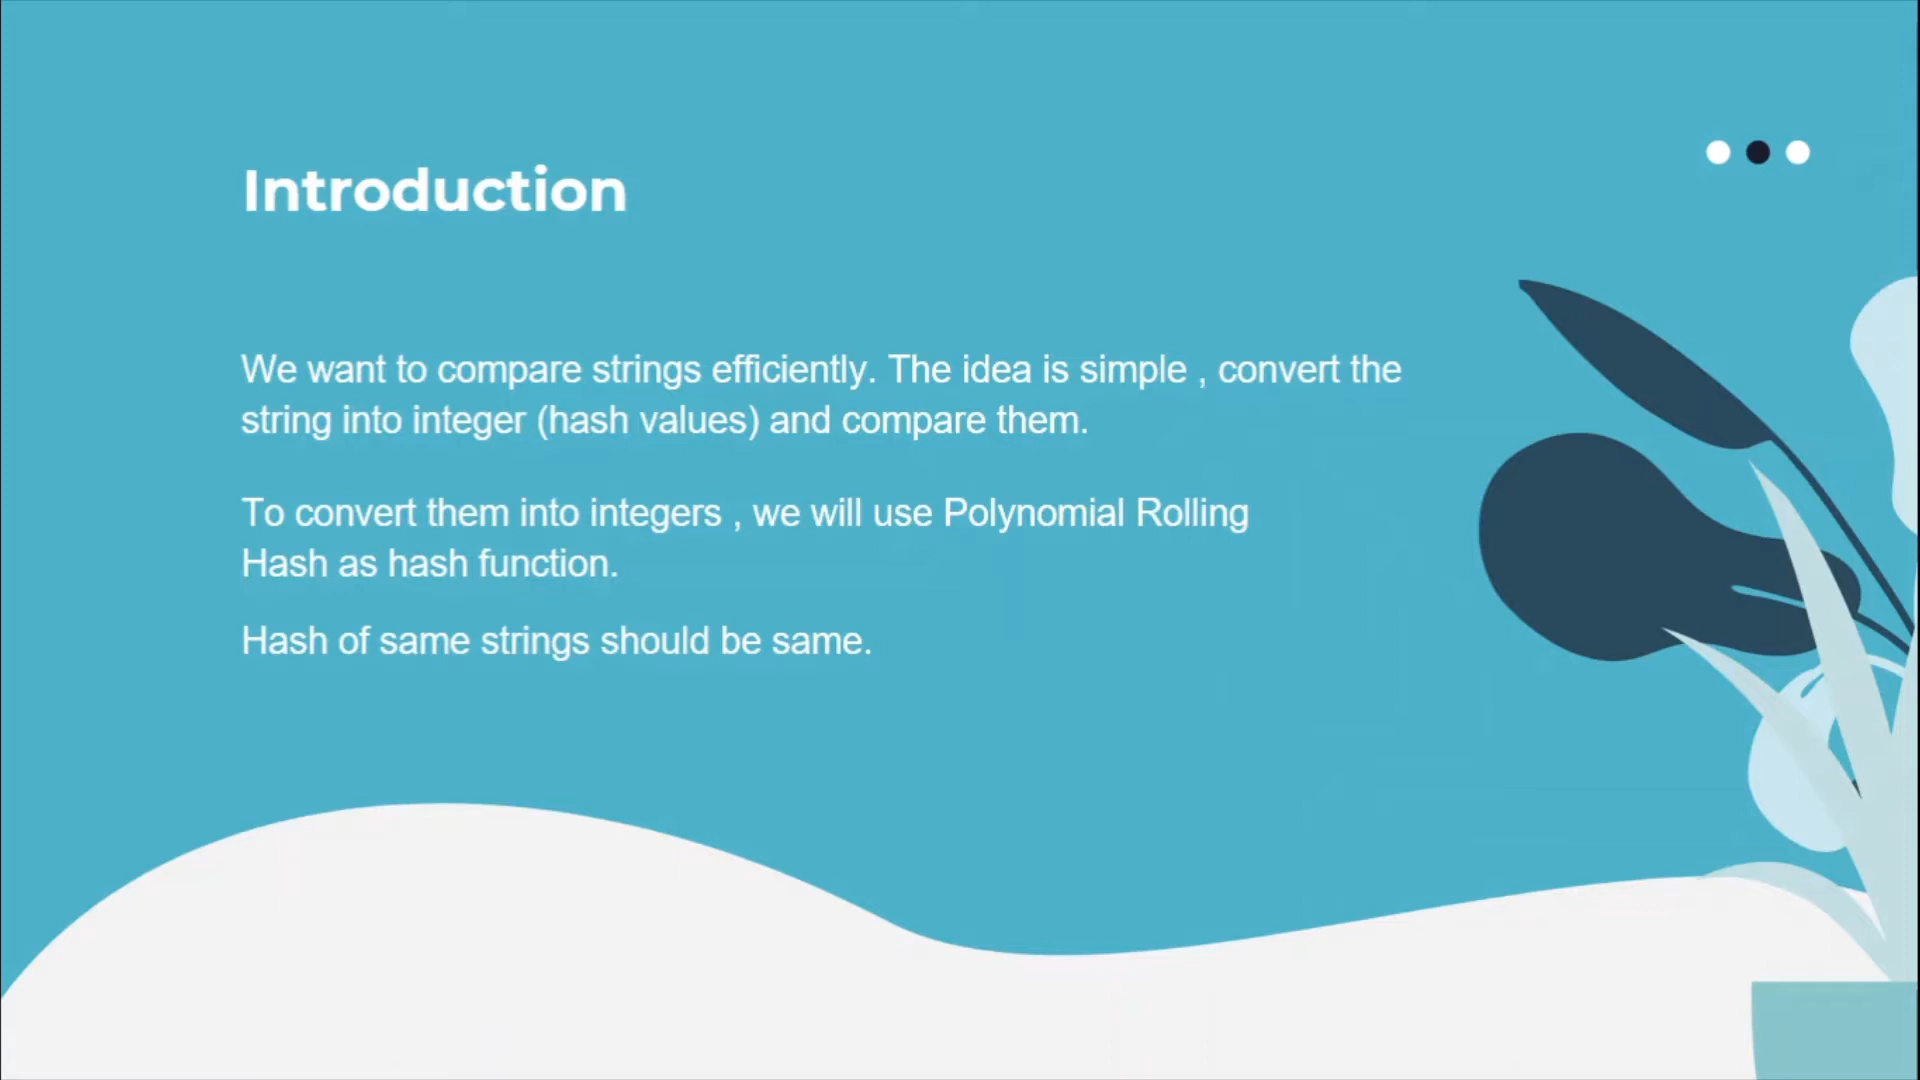 Introduction
We want to compare strings efficiently. The idea is simple , convert the
string into integer (hash values) and compare them.
To convert them into integers , we will use Polynomial Rolling
Hash as hash function.
Hash of same strings should be same.